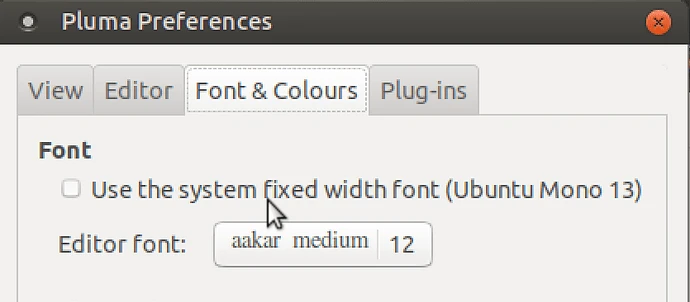 Pluma Preferences
View Editor Font & Colours Plug-ins
Font
Use the system fixed width font (Ubuntu Mono 13)
Editor font: aakar medium 12